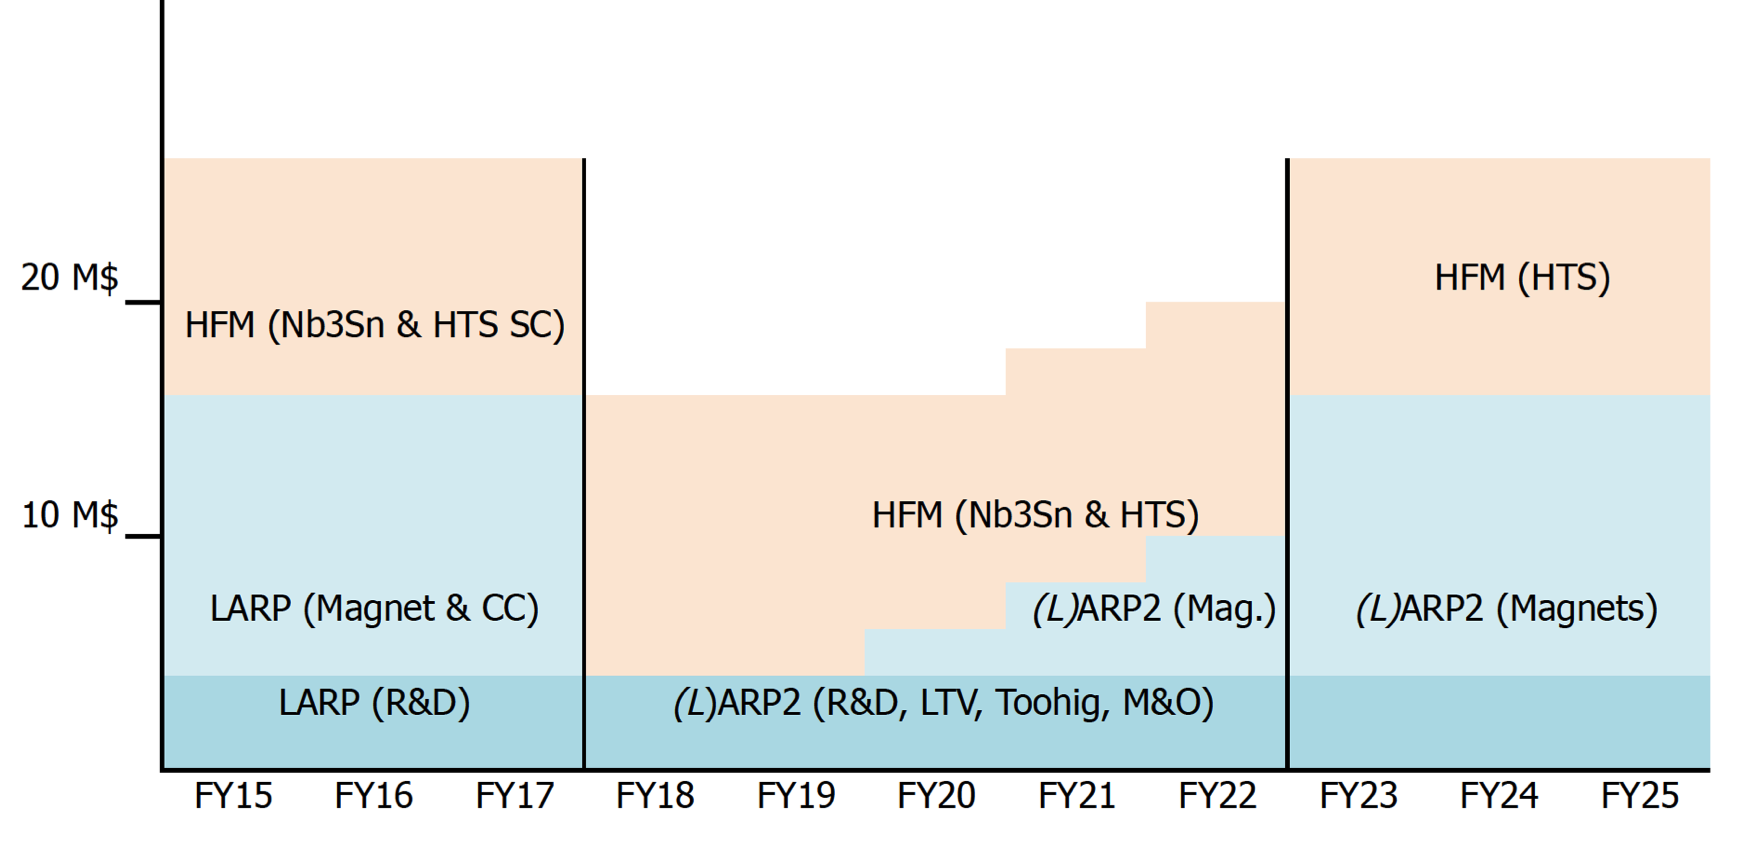 20 M$
10 M$
HFM (Nb3Sn & HTS SC)
LARP (Magnet & CC)
LARP (R&D)
HFM (Nb3Sn & HTS)
(L)ARP2 (Mag.)
(L)ARP2 (R&D, LTV, Toohig, M&O)
HFM (HTS)
(L)ARP2 (Magnets)
FY15 FY16 FY17 FY18 FY19 FY20 FY21 FY22 FY23 FY24 FY25